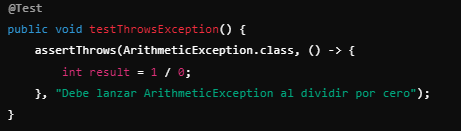 @Test
public void testThrowsException() {
    assertThrows(ArithmeticException.class, () -> {
        int result = 1 / 0;
    }, "Debe lanzar ArithmeticException al dividir por cero");
}